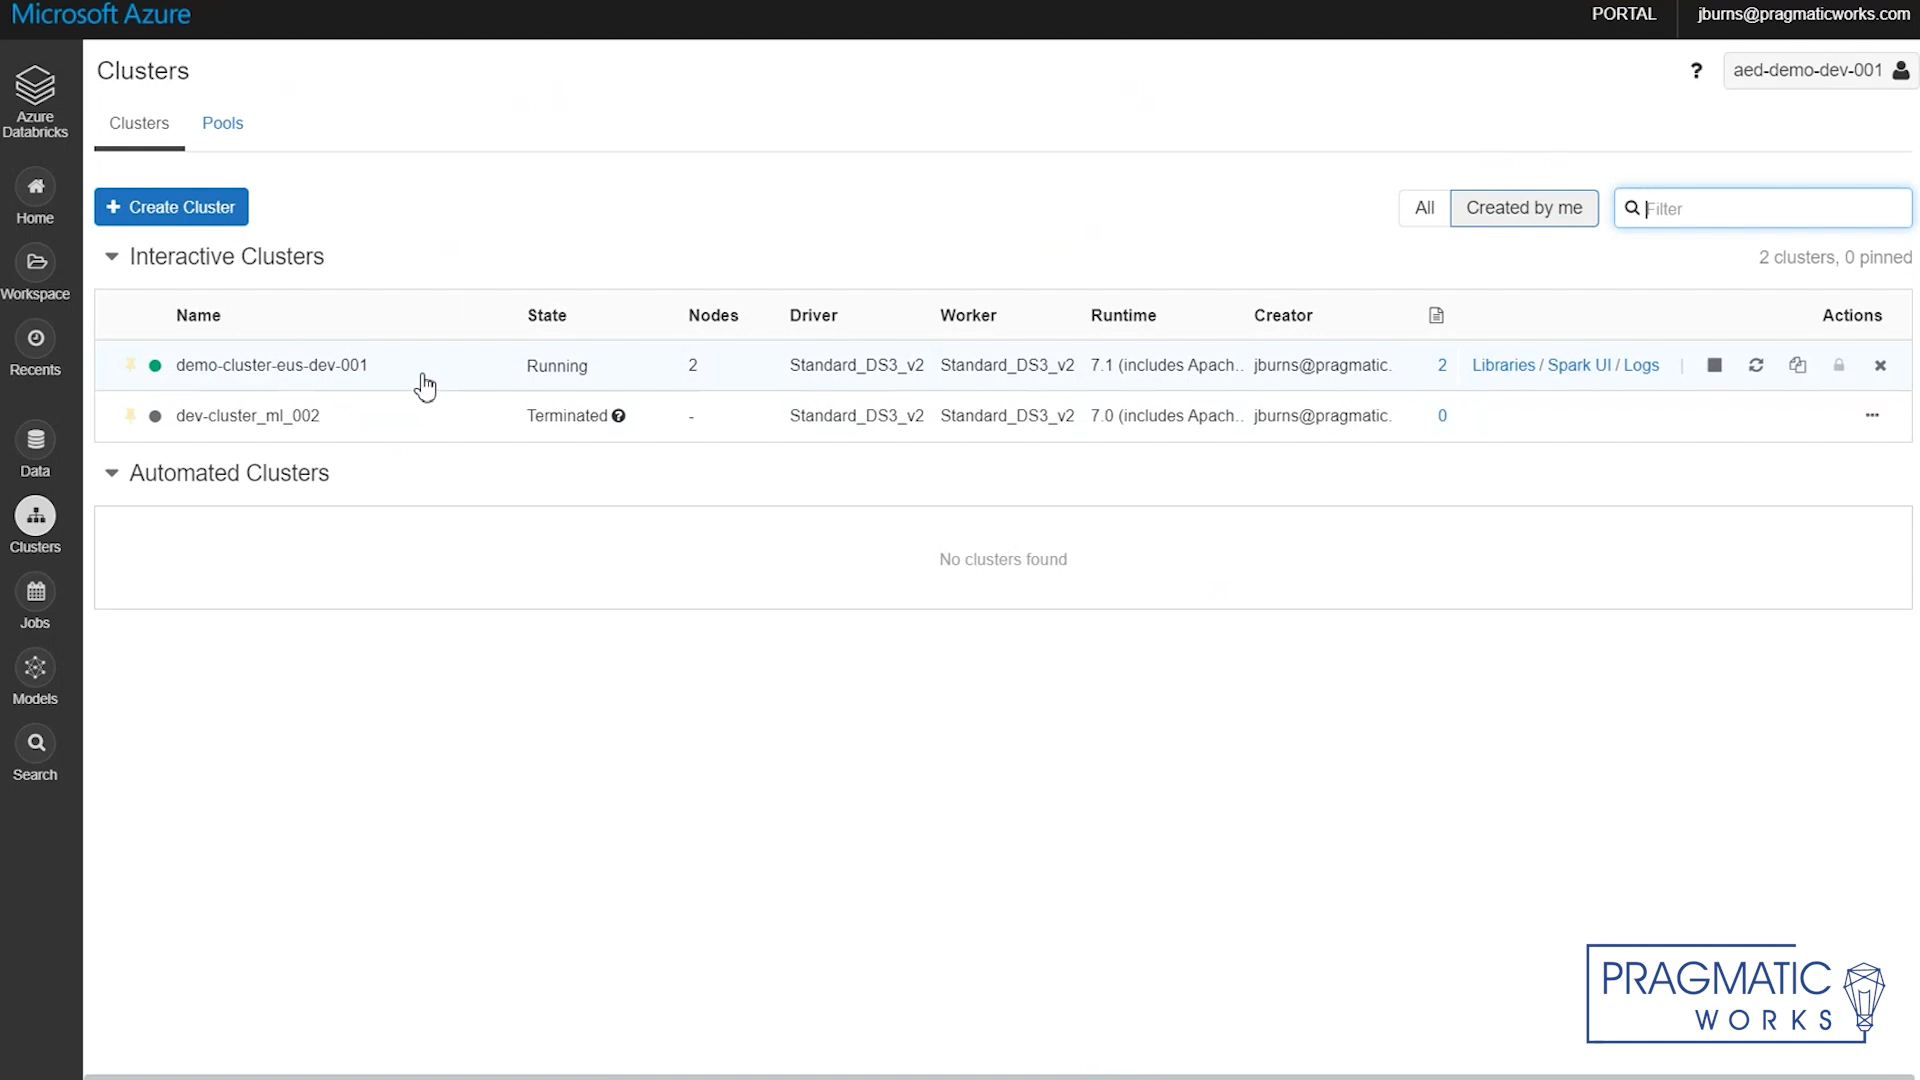 Microsoft Azure
PORTAL
jburns@pragmaticworks.com
Azure
Databricks
Home
Workspace
Recents
Data
Clusters
Jobs
Models
Search
Clusters
?
aed-demo-dev-001
Clusters
Pools
+ Create Cluster
All
Created by me
Filter
Interactive Clusters
2 clusters, 0 pinned
Name State Nodes Driver Worker Runtime Creator Actions
demo-cluster-eus-dev-001 Running 2 Standard_DS3_v2 Standard_DS3_v2 7.1 (includes Apach.. jburns@pragmatic. 2 Libraries / Spark UI / Logs |
dev-cluster_ml_002 Terminated ? - Standard_DS3_v2 Standard_DS3_v2 7.0 (includes Apach.. jburns@pragmatic. 0 ...
Automated Clusters
No clusters found
PRAGMATIC
WORKS